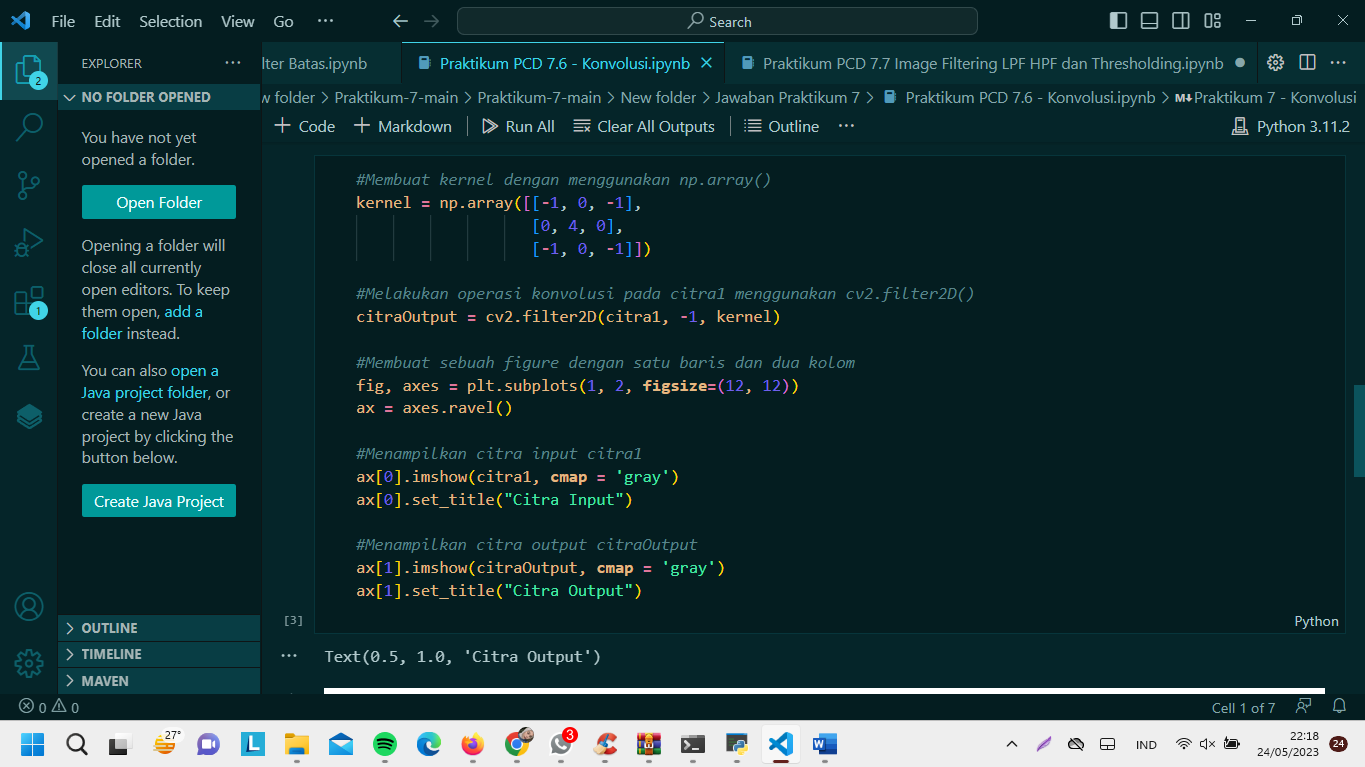 File Edit Selection View Go ···
Search
EXPLORER ···
lter Batas.ipynb
Praktikum PCD 7.6 - Konvolusi.ipynb
Praktikum PCD 7.7 Image Filtering LPF HPF dan Thresholding.ipynb
2
NO FOLDER OPENED
w folder > Praktikum-7-main > Praktikum-7-main > New folder > Jawaban Praktikum 7 > Praktikum PCD 7.6 - Konvolusi.ipynb > M↓Praktikum 7 - Konvolusi
+ Code + Markdown Run All Clear All Outputs Outline ··· Python 3.11.2
You have not yet
opened a folder.
Open Folder
Opening a folder will
close all currently
open editors. To keep
them open, add a
folder instead.
1
You can also open a
Java project folder, or
create a new Java
project by clicking the
button below.
Create Java Project
OUTLINE
TIMELINE
MAVEN
#Membuat kernel dengan menggunakan np.array()
kernel = np.array([[-1, 0, -1],
[0, 4, 0],
[-1, 0, -1]])
#Melakukan operasi konvolusi pada citra1 menggunakan cv2.filter2D()
citraOutput = cv2.filter2D(citra1, -1, kernel)
#Membuat sebuah figure dengan satu baris dan dua kolom
fig, axes = plt.subplots(1, 2, figsize=(12, 12))
ax = axes.ravel()
#Menampilkan citra input citra1
ax[0].imshow(citra1, cmap = 'gray')
ax[0].set_title("Citra Input")
#Menampilkan citra output citraOutput
ax[1].imshow(citraOutput, cmap = 'gray')
ax[1].set_title("Citra Output")
[3]
Python
··· Text(0.5, 1.0, 'Citra Output')
0 0
Cell 1 of 7
27°
L
3
W
IND
22:18
24/05/2023
24